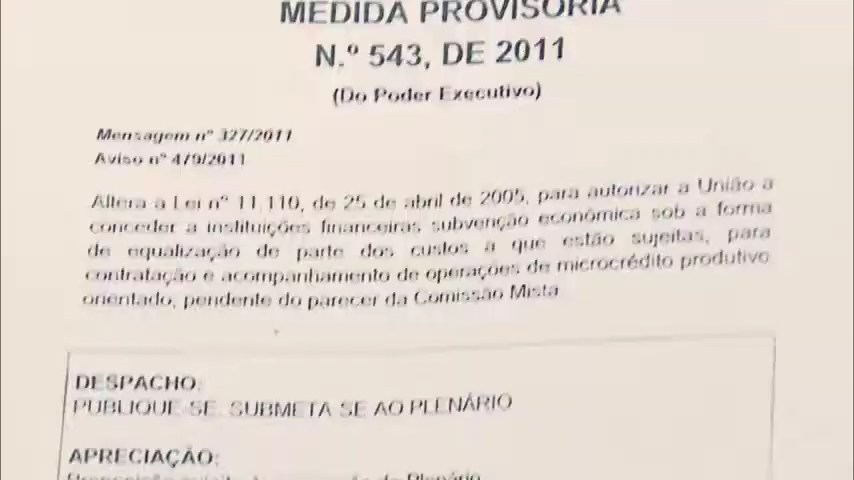 MEDIDA PROVISÓRIA
N.º 543, DE 2011
(Do Poder Executivo)
Mensagem nº 327/2011
Aviso nº 479/2011
Altera a Lei nº 11.110, de 25 de abril de 2005, para autorizar a União a
conceder a instituições financeiras subvenção econômica sob a forma
de equalização de parte dos custos a que estão sujeitas, para
contratação e acompanhamento de operações de microcrédito produtivo
orientado, pendente do parecer da Comissão Mista
DESPACHO:
PUBLIQUE-SE. SUBMETA-SE AO PLENÁRIO
APRECIAÇÃO: